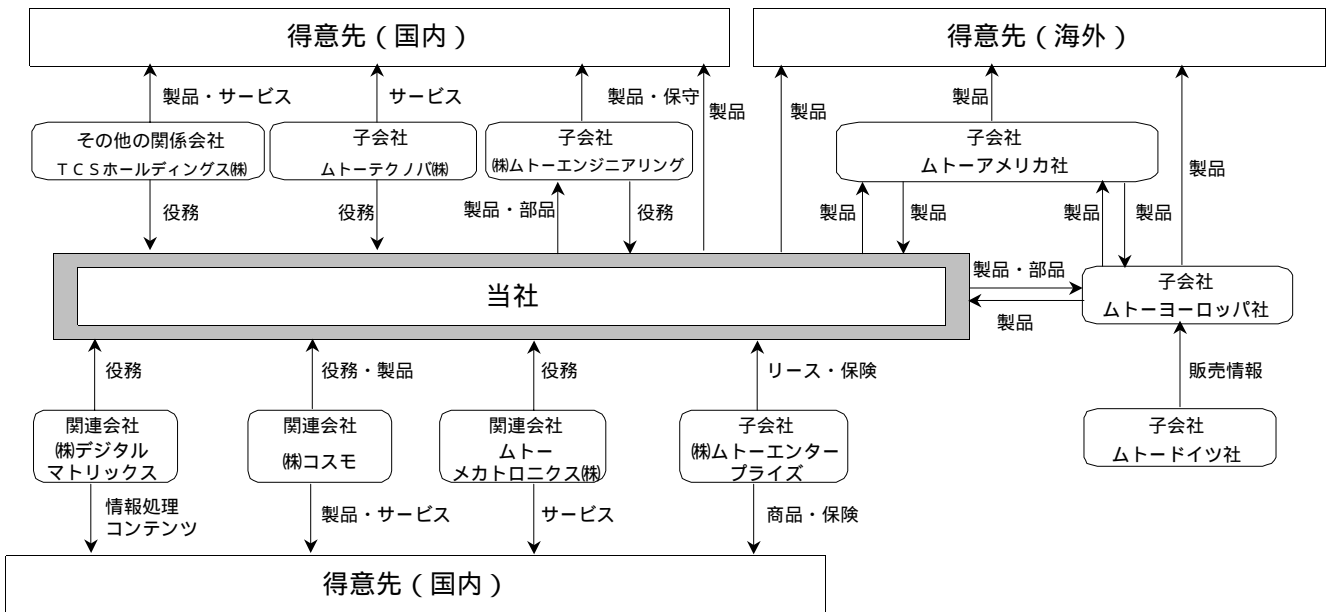 得意先（国内）
得意先（海外）
製品・サービス
サービス
製品・保守
製品
製品
製品
製品
その他の関係会社
ＴＣＳホールディングス㈱
子会社
ムトーテクノバ㈱
子会社
㈱ムトーエンジニアリング
子会社
ムトーアメリカ社
役務
役務
製品・部品
役務
製品
製品
製品
製品
当社
製品・部品
製品
子会社
ムトーヨーロッパ社
役務
役務・製品
役務
リース・保険
販売情報
関連会社
㈱デジタル
マトリックス
関連会社
㈱コスモ
関連会社
ムトー
メカトロニクス㈱
子会社
㈱ムトーエンター
プライズ
子会社
ムトードイツ社
情報処理
コンテンツ
製品・サービス
サービス
商品・保険
得意先（国内）